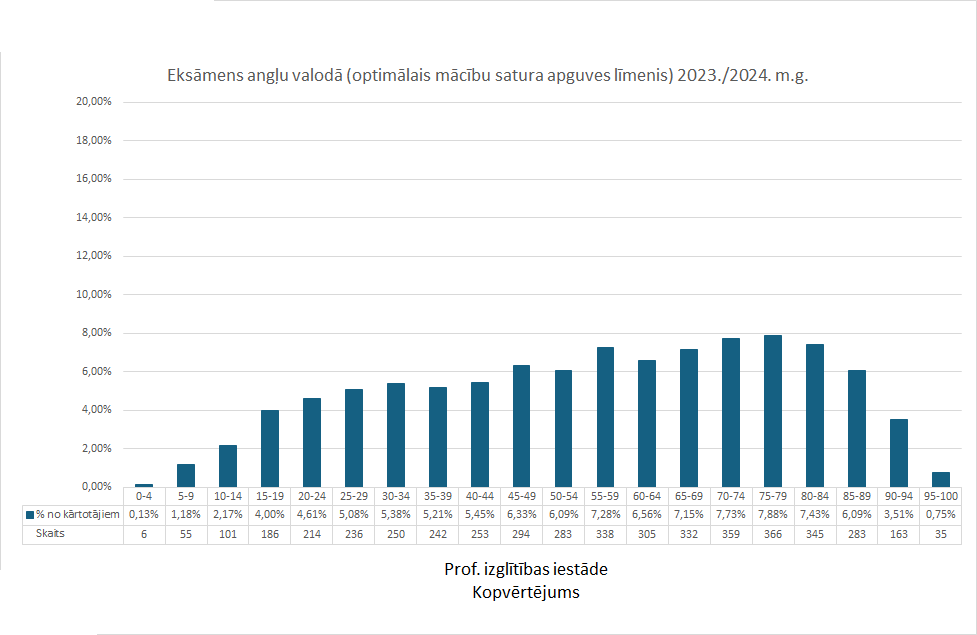 Eksāmens angļu valodā (optimālais mācību satura apguves līmenis) 2023./2024. m.g.
20,00%
18,00%
16,00%
14,00%
12,00%
10,00%
8,00%
6,00%
4,00%
2,00%
0,00%
0-4 5-9 10-14 15-19 20-24 25-29 30-34 35-39 40-44 45-49 50-54 55-59 60-64 65-69 70-74 75-79 80-84 85-89 90-94 95-100
% no kārtotājiem 0,13% 1,18% 2,17% 4,00% 4,61% 5,08% 5,38% 5,21% 5,45% 6,33% 6,09% 7,28% 6,56% 7,15% 7,73% 7,88% 7,43% 6,09% 3,51% 0,75%
Skaits 6 55 101 186 214 236 250 242 253 294 283 338 305 332 359 366 345 283 163 35
Prof. izglītības iestāde
Kopvērtējums